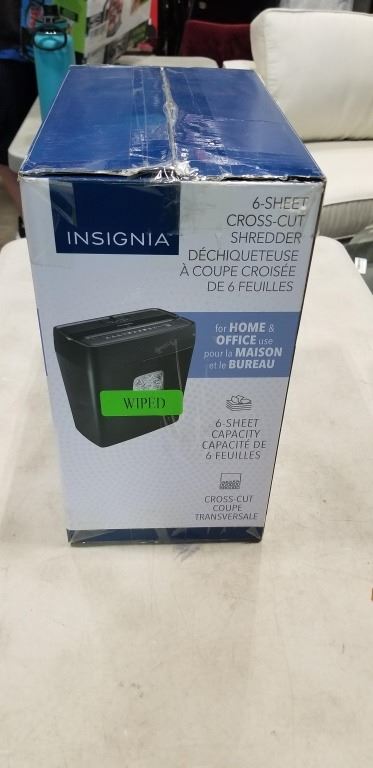 INSIGNIA
6-SHEET
CROSS-CUT
SHREDDER
DÉCHIQUETEUSE
À COUPE CROISÉE
DE 6 FEUILLES
for HOME &
OFFICE use
pour la MAISON
et le BUREAU
WIPED
6-SHEET
CAPACITY
CAPACITÉ DE
6 FEUILLES
CROSS-CUT
COUPE
TRANSVERSALE